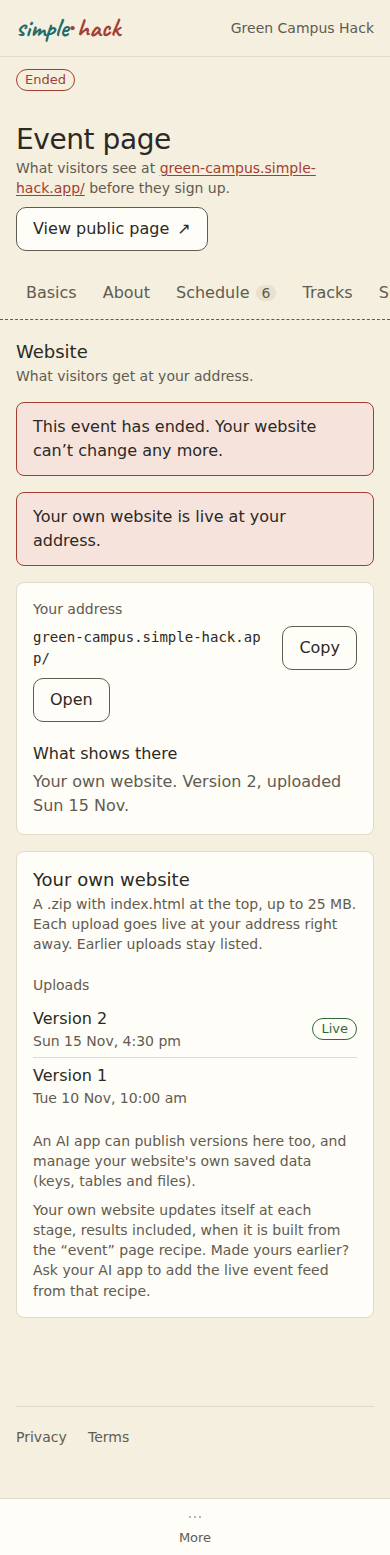 simple hack
Green Campus Hack
Ended
Event page
What visitors see at green-campus.simple-
hack.app/ before they sign up.
View public page ↗
Basics About Schedule 6 Tracks S
Website
What visitors get at your address.
This event has ended. Your website
can’t change any more.
Your own website is live at your
address.
Your address
green-campus.simple-hack.ap
p/
Copy
Open
What shows there
Your own website. Version 2, uploaded
Sun 15 Nov.
Your own website
A .zip with index.html at the top, up to 25 MB.
Each upload goes live at your address right
away. Earlier uploads stay listed.
Uploads
Version 2
Sun 15 Nov, 4:30 pm
Live
Version 1
Tue 10 Nov, 10:00 am
An AI app can publish versions here too, and
manage your website's own saved data
(keys, tables and files).
Your own website updates itself at each
stage, results included, when it is built from
the “event” page recipe. Made yours earlier?
Ask your AI app to add the live event feed
from that recipe.
Privacy Terms
...
More